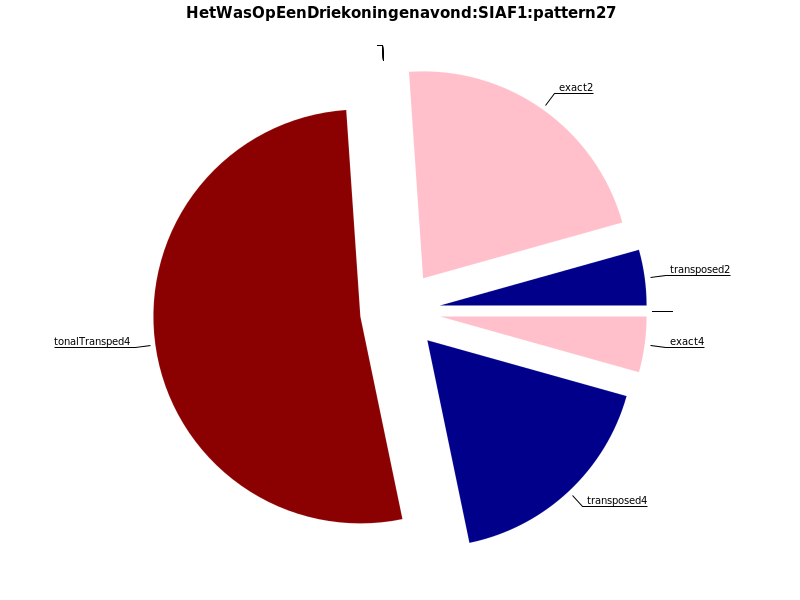 HetWasOpEenDriekoningenavond:SIAF1:pattern27
exact2
transposed2
exact4
tonalTransped4
transposed4